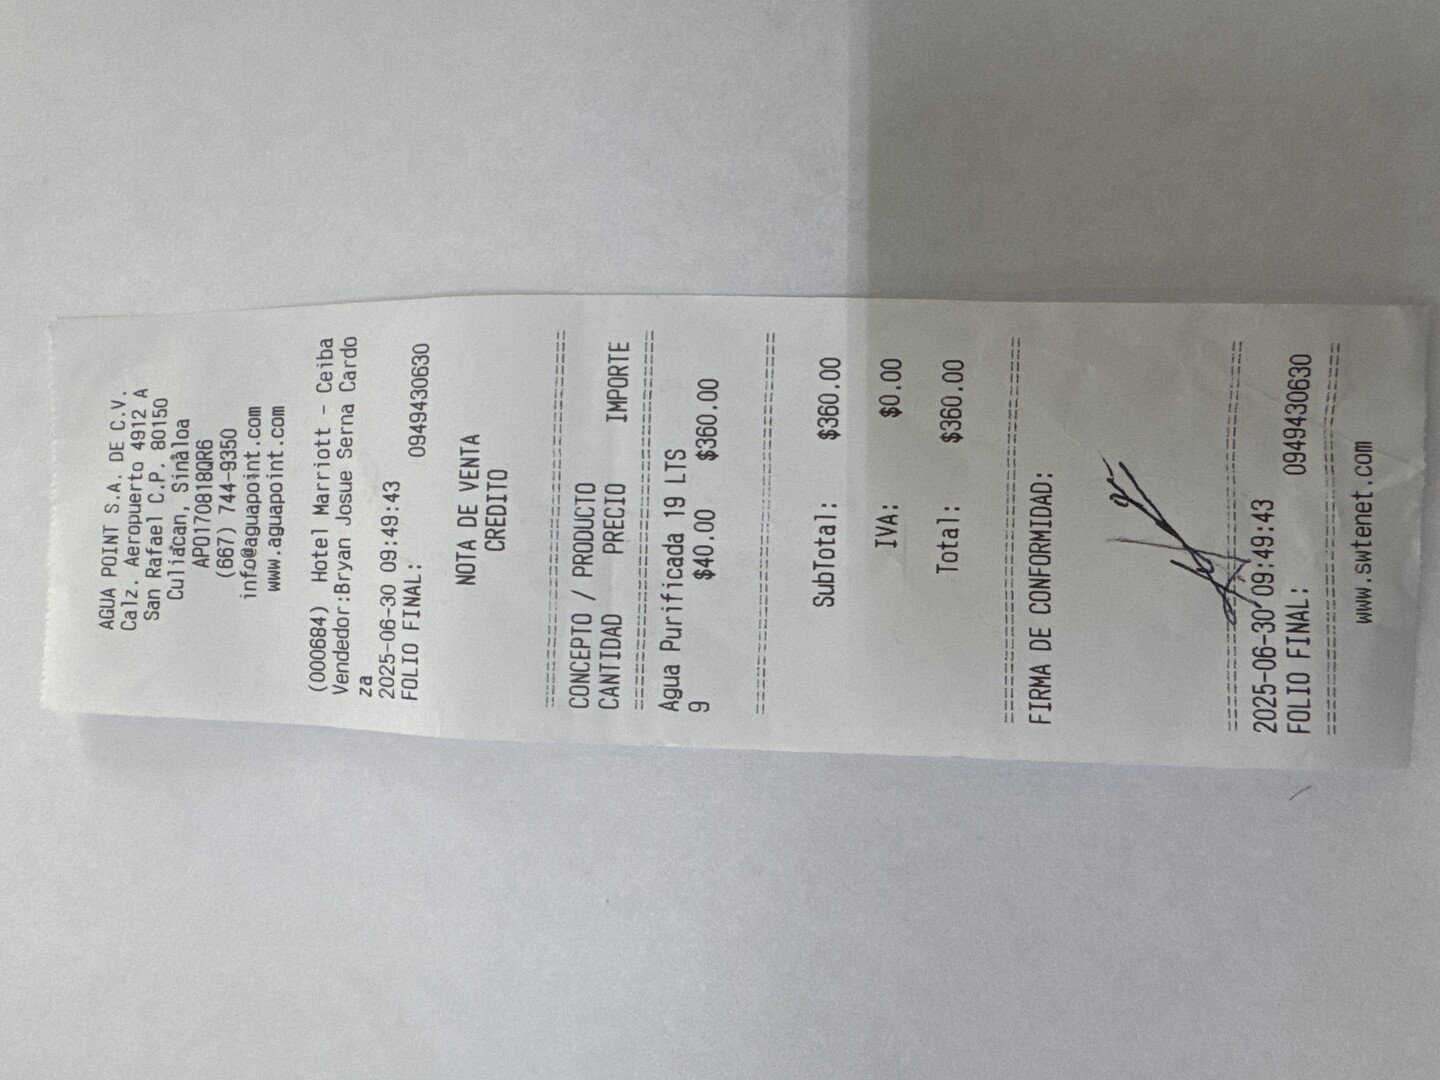 AGUA POINT S.A. DE C.V.
Calz. Aeropuerto 4912 A
San Rafael C.P. 80150
Culiácan, Sinàloa
APO170818QR6
(667) 744-9350
info@aguapoint.com
www.aguapoint.com
(000684) Hotel Marriott - Ceiba
Vendedor:Bryan Josue Serna Cardo
za
2025-06-30 09:49:43
FOLIO FINAL: 0949430630
NOTA DE VENTA
CREDITO
================================
CONCEPTO / PRODUCTO
CANTIDAD PRECIO IMPORTE
================================
Agua Purificada 19 LTS
9 $40.00 $360.00
================================
SubTotal: $360.00
IVA: $0.00
Total: $360.00
================================
FIRMA DE CONFORMIDAD:
================================
2025-06-30 09:49:43
FOLIO FINAL: 0949430630
================================
www.swtenet.com